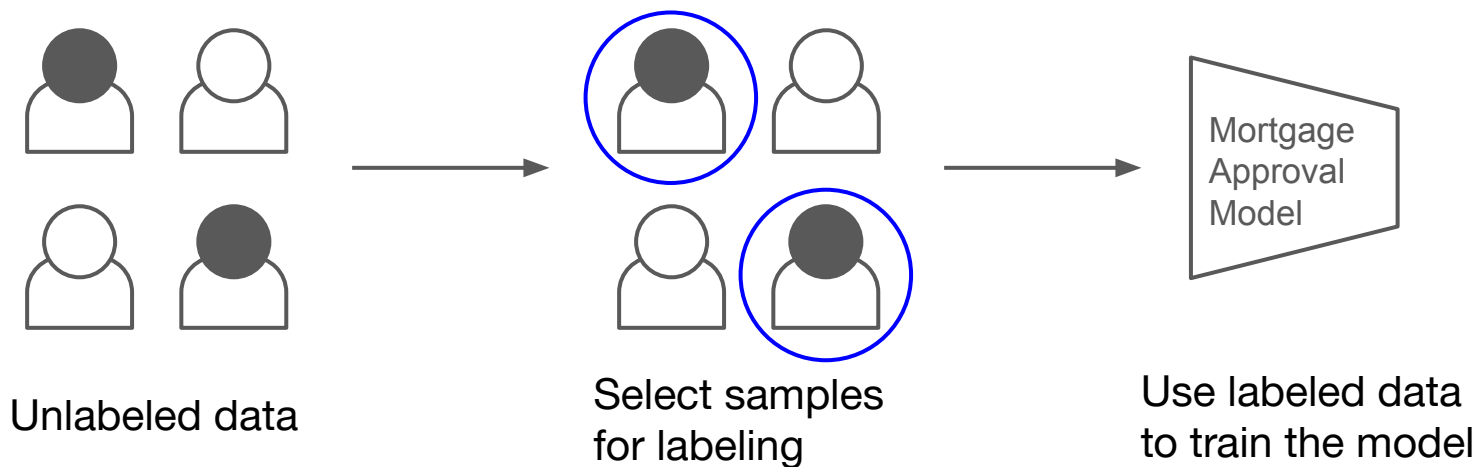 Mortgage
Approval
Model
Unlabeled data
Select samples
for labeling
Use labeled data
to train the model